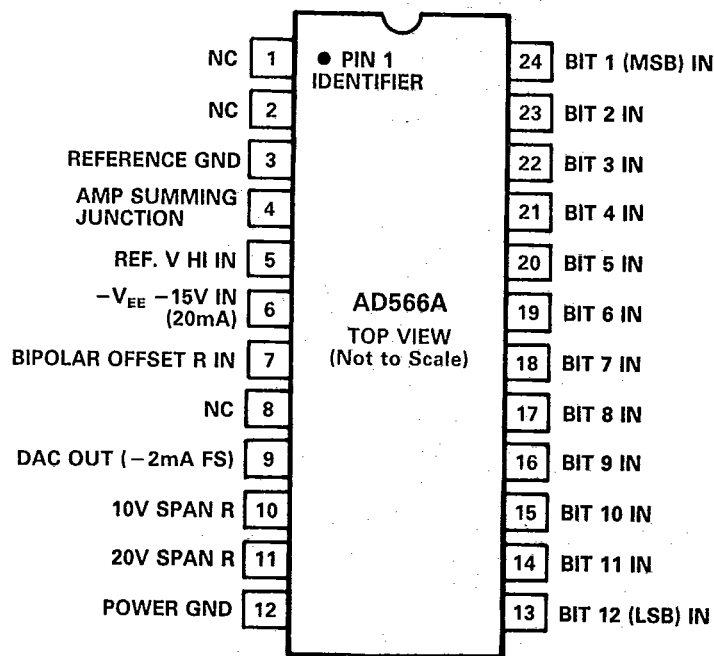 NC 1
NC 2
REFERENCE GND 3
AMP SUMMING
JUNCTION 4
REF. V HI IN 5
−VEE −15V IN
(20mA) 6
BIPOLAR OFFSET R IN 7
NC 8
DAC OUT (−2mA FS) 9
10V SPAN R 10
20V SPAN R 11
POWER GND 12
● PIN 1
IDENTIFIER
AD566A
TOP VIEW
(Not to Scale)
24 BIT 1 (MSB) IN
23 BIT 2 IN
22 BIT 3 IN
21 BIT 4 IN
20 BIT 5 IN
19 BIT 6 IN
18 BIT 7 IN
17 BIT 8 IN
16 BIT 9 IN
15 BIT 10 IN
14 BIT 11 IN
13 BIT 12 (LSB) IN